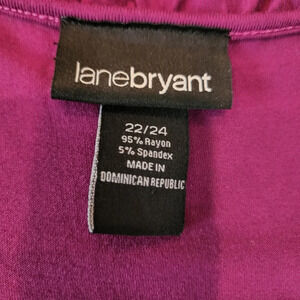 lanebryant
22/24
95% Rayon
5% Spandex
MADE IN
DOMINICAN REPUBLIC